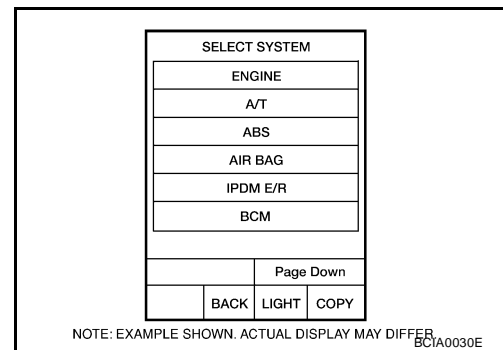 SELECT SYSTEM
ENGINE
A/T
ABS
AIR BAG
IPDM E/R
BCM
Page Down
BACK LIGHT COPY
NOTE: EXAMPLE SHOWN. ACTUAL DISPLAY MAY DIFFER
BCIA0030E